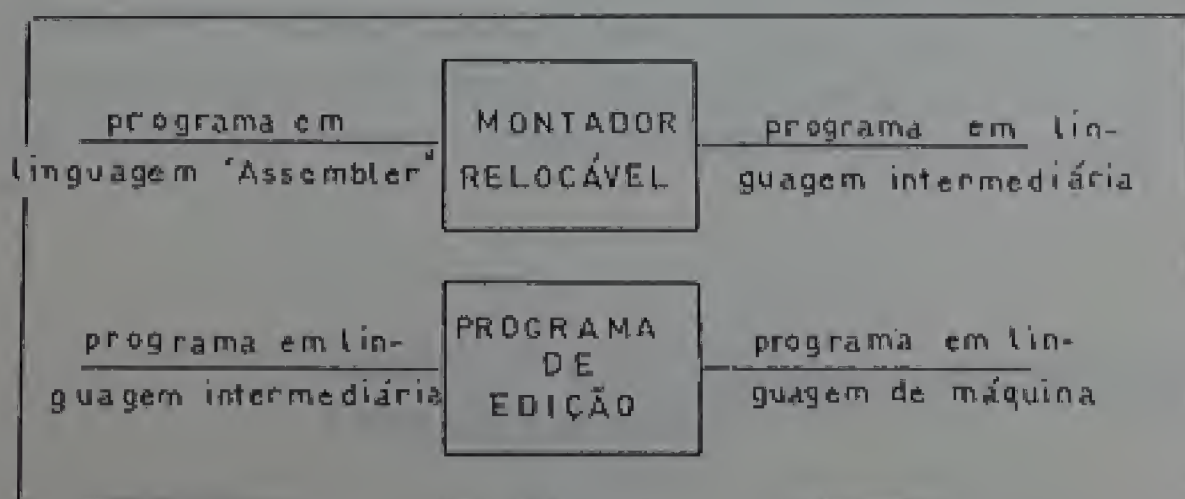 programa em
linguagem "Assembler"
MONTADOR
RELOCÁVEL
programa em lin-
guagem intermediária
programa em lin-
guagem intermediária
PROGRAMA
DE
EDIÇÃO
programa em lin-
guagem de máquina